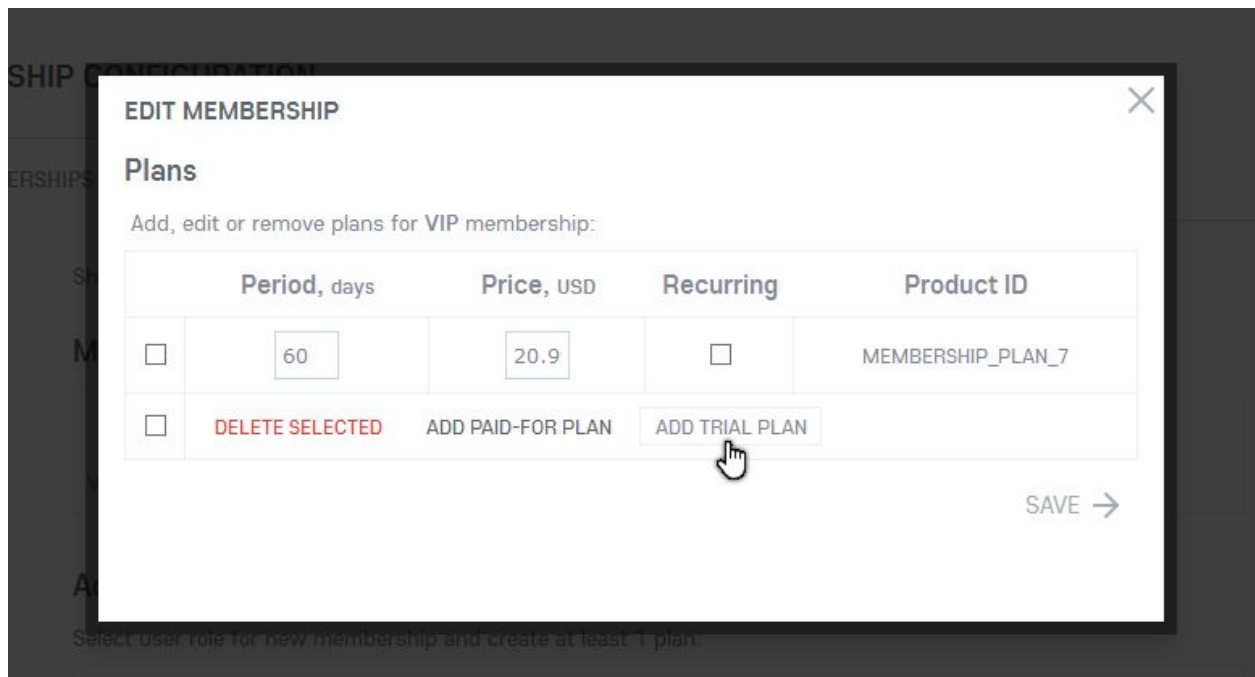 EDIT MEMBERSHIP
Plans
Add, edit or remove plans for VIP membership:
Period, days Price, USD Recurring Product ID
60 20.9 MEMBERSHIP_PLAN_7
DELETE SELECTED ADD PAID-FOR PLAN ADD TRIAL PLAN
SAVE
Select user role for new membership and create at least 1 plan: